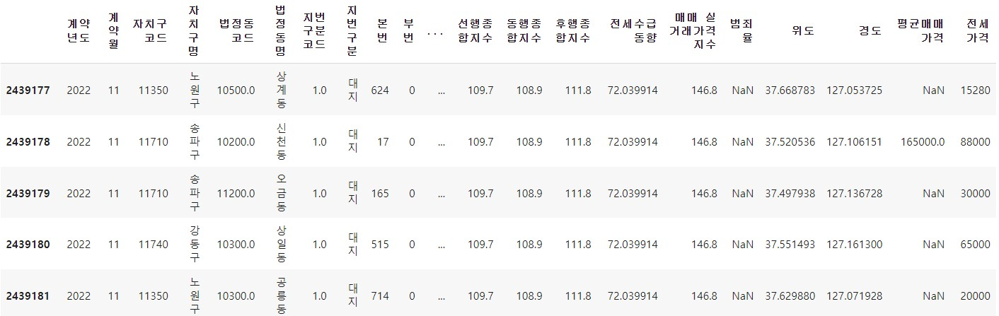 계약년도 계약월 자치구코드 자치구명 법정동코드 법정동명 지번구분코드 지번구분 본번 부번 ... 선행종합지수 동행종합지수 후행종합지수 전세수급동향 매매 실거래가격지수 범죄율 위도 경도 평균매매가격 전세가격
2439177 2022 11 11350 노원구 10500.0 상계동 1.0 대지 624 0 ... 109.7 108.9 111.8 72.039914 146.8 NaN 37.668783 127.053725 NaN 15280
2439178 2022 11 11710 송파구 10200.0 신천동 1.0 대지 17 0 ... 109.7 108.9 111.8 72.039914 146.8 NaN 37.520536 127.106151 165000.0 88000
2439179 2022 11 11710 송파구 11200.0 오금동 1.0 대지 165 0 ... 109.7 108.9 111.8 72.039914 146.8 NaN 37.497938 127.136728 NaN 30000
2439180 2022 11 11740 강동구 10300.0 상일동 1.0 대지 515 0 ... 109.7 108.9 111.8 72.039914 146.8 NaN 37.551493 127.161300 NaN 65000
2439181 2022 11 11350 노원구 10300.0 공릉동 1.0 대지 714 0 ... 109.7 108.9 111.8 72.039914 146.8 NaN 37.629880 127.071928 NaN 20000